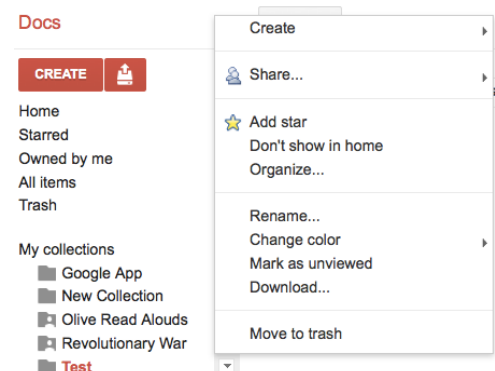 Docs
CREATE
Home
Starred
Owned by me
All items
Trash
My collections
Google App
New Collection
Olive Read Alouds
Revolutionary War
Test
Create
Share...
Add star
Don't show in home
Organize...
Rename...
Change color
Mark as unviewed
Download...
Move to trash